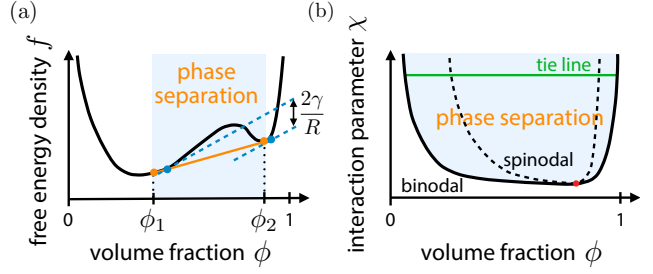 (a)
free energy density f
phase
separation
2γ
R
0
ϕ₁
ϕ₂
1
volume fraction ϕ
(b)
interaction parameter χ
tie line
phase separation
spinodal
binodal
0
1
volume fraction ϕ